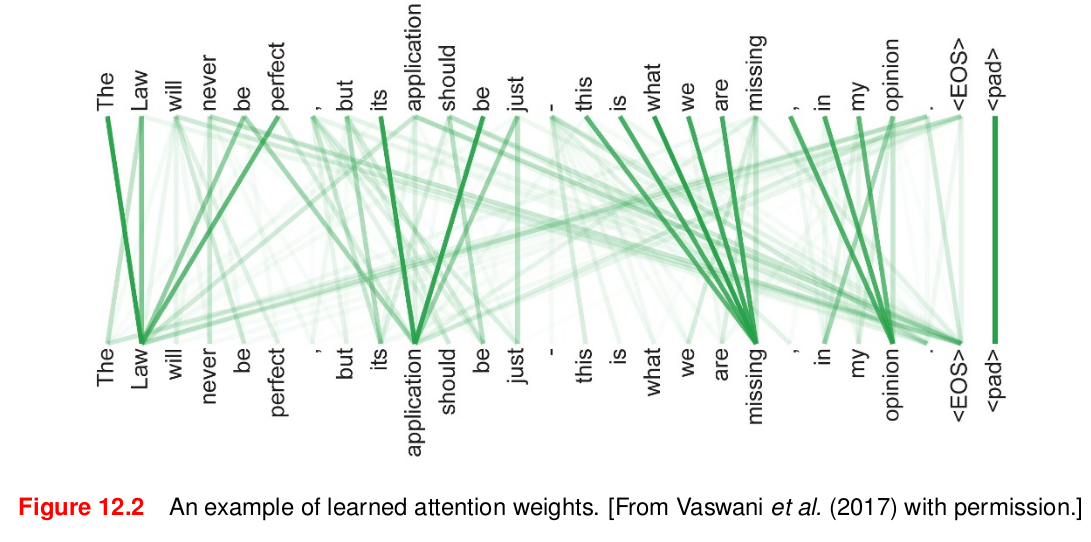 The Law will never be perfect , but its application should be just - this is what we are missing , in my opinion . <EOS> <pad>
The Law will never be perfect , but its application should be just - this is what we are missing , in my opinion . <EOS> <pad>
Figure 12.2 An example of learned attention weights. [From Vaswani et al. (2017) with permission.]